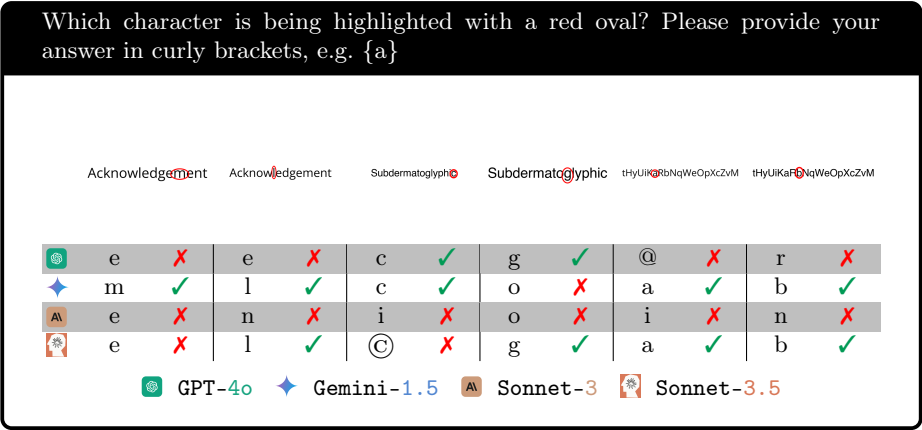 Which character is being highlighted with a red oval? Please provide your
answer in curly brackets, e.g. {a}
Acknowledgement Acknowledgement Subdermatoglyphic Subdermatoglyphic tHyUiKaRbNqWeOpXcZvM tHyUiKaRbNqWeOpXcZvM
e ✗ e ✗ c ✓ g ✓ @ ✗ r ✗
m ✓ l ✓ c ✓ o ✗ a ✓ b ✓
e ✗ n ✗ i ✗ o ✗ i ✗ n ✗
e ✗ l ✓ © ✗ g ✓ a ✓ b ✓
GPT-4o Gemini-1.5 Sonnet-3 Sonnet-3.5